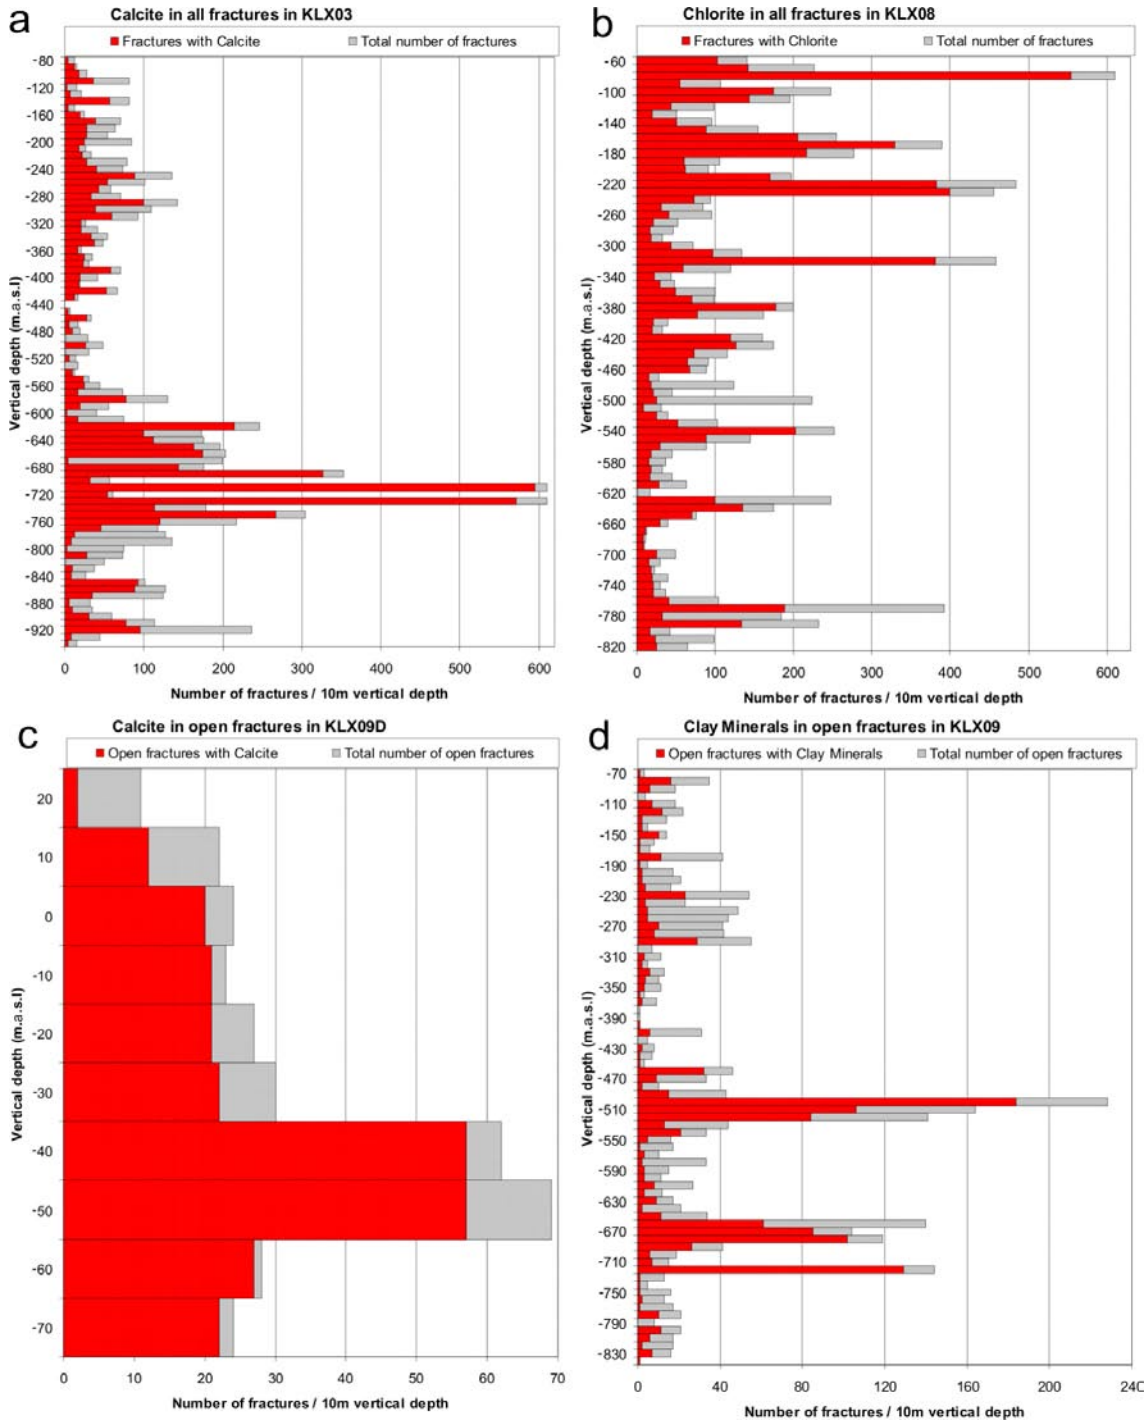 a
Calcite in all fractures in KLX03
Fractures with Calcite
Total number of fractures
Vertical depth (m.a.s.l)
-80
-120
-160
-200
-240
-280
-320
-360
-400
-440
-480
-520
-560
-600
-640
-680
-720
-760
-800
-840
-880
-920
0 100 200 300 400 500 600
Number of fractures / 10m vertical depth
b
Chlorite in all fractures in KLX08
Fractures with Chlorite
Total number of fractures
Vertical depth (m.a.s.l)
-60
-100
-140
-180
-220
-260
-300
-340
-380
-420
-460
-500
-540
-580
-620
-660
-700
-740
-780
-820
0 100 200 300 400 500 600
Number of fractures / 10m vertical depth
c
Calcite in open fractures in KLX09D
Open fractures with Calcite
Total number of open fractures
Vertical depth (m.a.s.l)
20
10
0
-10
-20
-30
-40
-50
-60
-70
0 10 20 30 40 50 60 70
Number of fractures / 10m vertical depth
d
Clay Minerals in open fractures in KLX09
Open fractures with Clay Minerals
Total number of open fractures
Vertical depth (m.a.s.l)
-70
-110
-150
-190
-230
-270
-310
-350
-390
-430
-470
-510
-550
-590
-630
-670
-710
-750
-790
-830
0 40 80 120 160 200 240
Number of fractures / 10m vertical depth